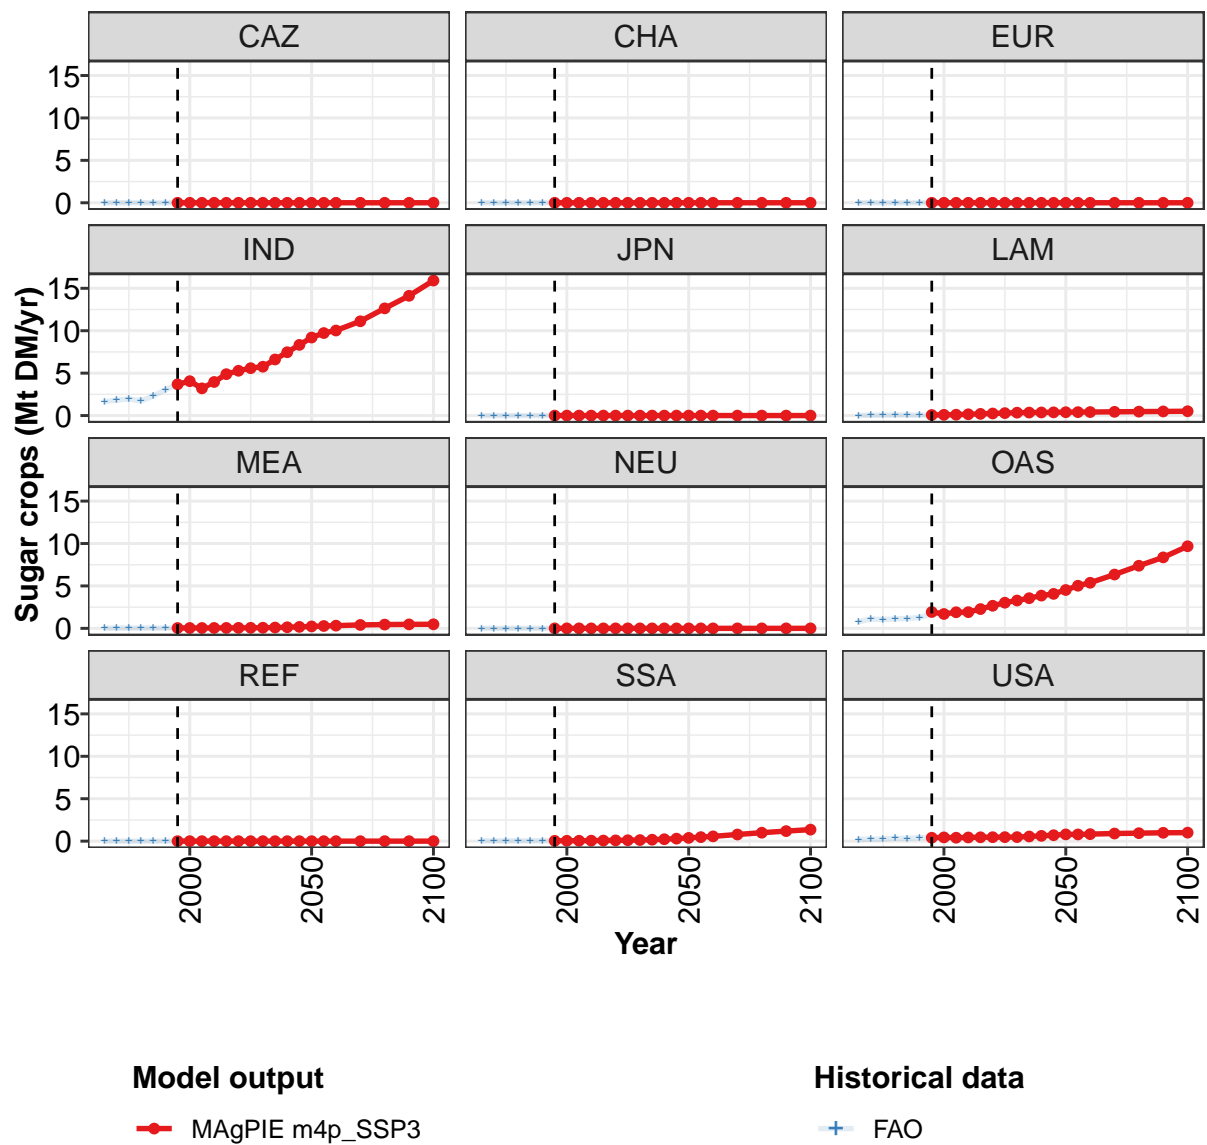 CAZ CHA EUR
15
10
5
0
IND JPN LAM
15
10
5
0
MEA NEU OAS
15
10
5
0
REF SSA USA
15
10
5
0
2000 2050 2100 2000 2050 2100 2000 2050 2100
Sugar crops (Mt DM/yr)
Year
Model output Historical data
MAgPIE m4p_SSP3 FAO